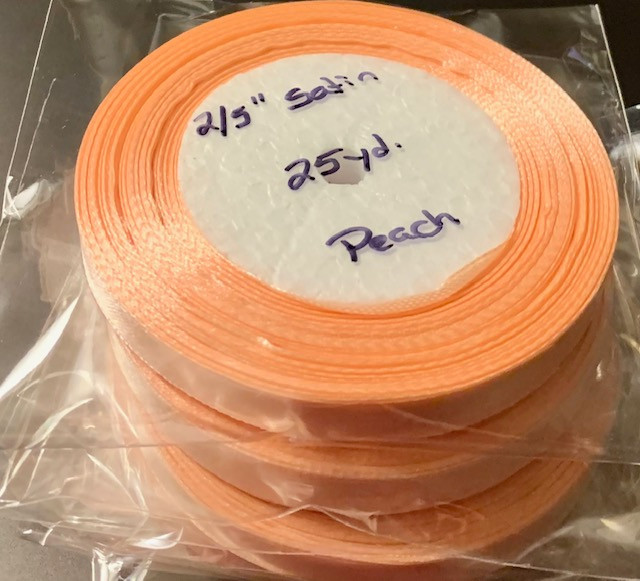 2/5" Satin
25yd.
Peach